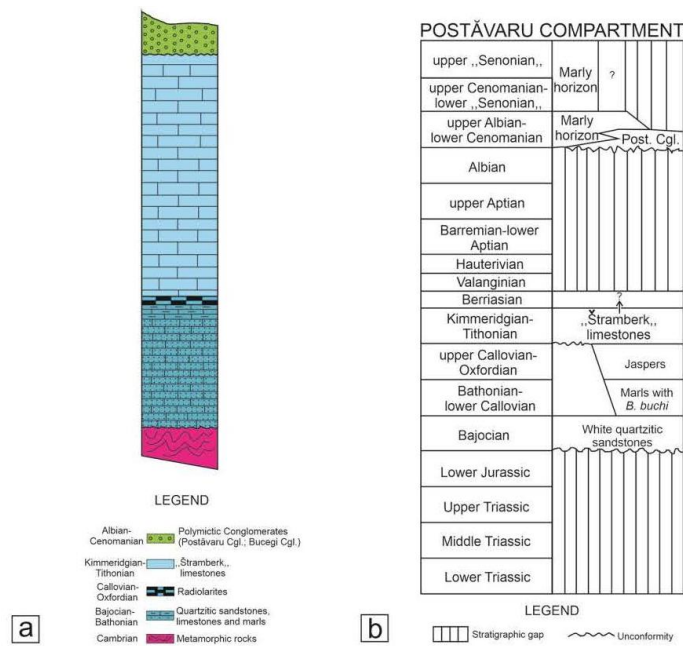 LEGEND
Albian-
Cenomanian
Polymictic Conglomerates
(Postăvaru Cgl.; Bucegi Cgl.)
Kimmeridgian-
Tithonian
,,Štramberk,,
limestones
Callovian-
Oxfordian
Radiolarites
Bajocian-
Bathonian
Quartzitic sandstones,
limestones and marls
Cambrian
Metamorphic rocks
a
POSTĂVARU COMPARTMENT
upper ,,Senonian,,
upper Cenomanian-
lower ,,Senonian,,
Marly
horizon
?
upper Albian-
lower Cenomanian
Marly
horizon
Post. Cgl.
Albian
upper Aptian
Barremian-lower
Aptian
Hauterivian
Valanginian
Berriasian
?
Kimmeridgian-
Tithonian
,,Štramberk,,
limestones
upper Callovian-
Oxfordian
Jaspers
Bathonian-
lower Callovian
Marls with
B. buchi
Bajocian
White quartzitic
sandstones
Lower Jurassic
Upper Triassic
Middle Triassic
Lower Triassic
LEGEND
Stratigraphic gap
Unconformity
b